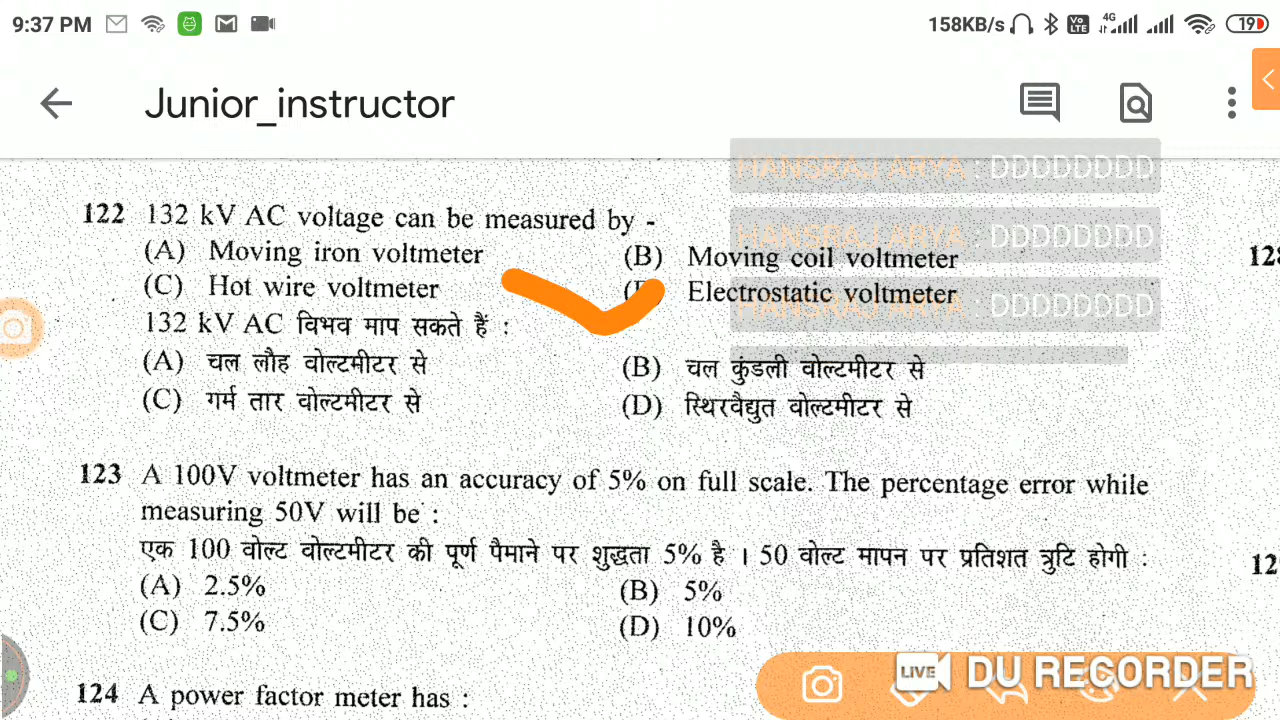 9:37 PM 158KB/s 4G Vo LTE 19
Junior_instructor
HANSRAJ ARYA : DDDDDDDD
122 132 kV AC voltage can be measured by -
HANSRAJ ARYA : DDDDDDDD
(A) Moving iron voltmeter (B) Moving coil voltmeter 128
(C) Hot wire voltmeter Electrostatic voltmeter
HANSRAJ ARYA : DDDDDDDD
132 kV AC विभव माप सकते हैं :
(A) चल लौह वोल्टमीटर से (B) चल कुंडली वोल्टमीटर से
(C) गर्म तार वोल्टमीटर से (D) स्थिरवैद्युत वोल्टमीटर से
123 A 100V voltmeter has an accuracy of 5% on full scale. The percentage error while
measuring 50V will be :
एक 100 वोल्ट वोल्टमीटर की पूर्ण पैमाने पर शुद्धता 5% है । 50 वोल्ट मापन पर प्रतिशत त्रुटि होगी : 12
(A) 2.5% (B) 5%
(C) 7.5% (D) 10%
LIVE DU RECORDER
124 A power factor meter has :